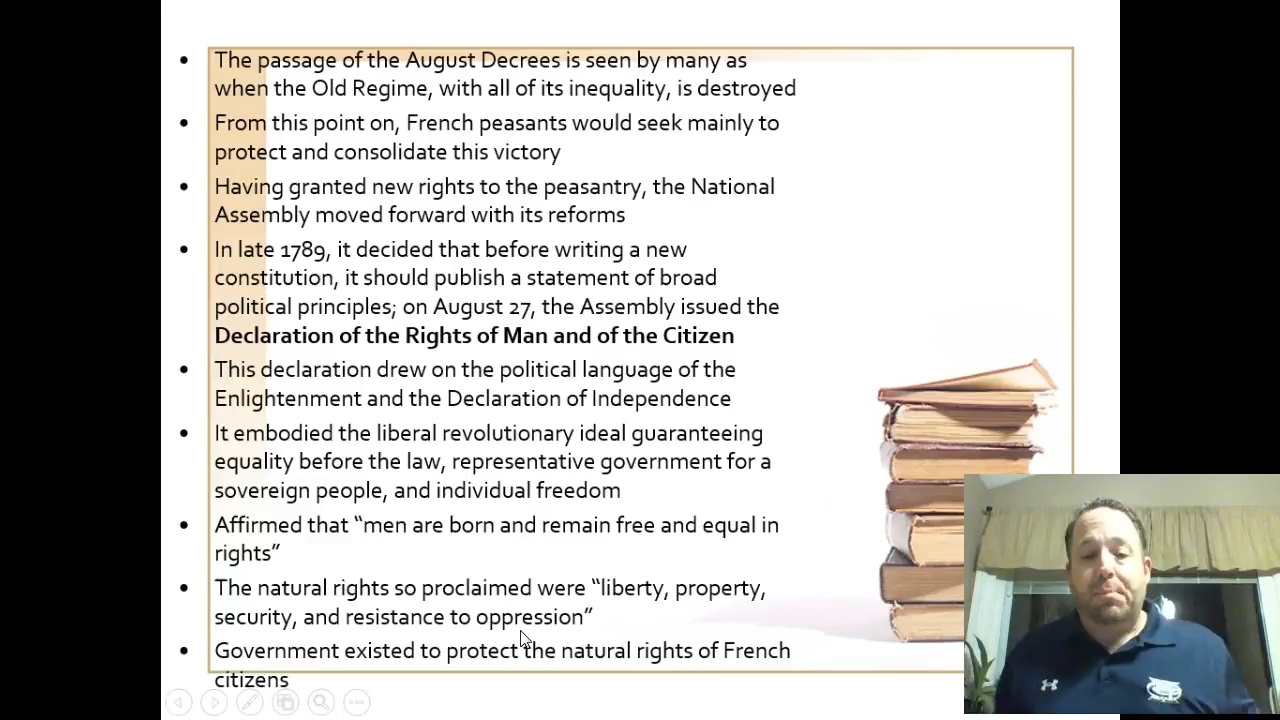 • The passage of the August Decrees is seen by many as
when the Old Regime, with all of its inequality, is destroyed
• From this point on, French peasants would seek mainly to
protect and consolidate this victory
• Having granted new rights to the peasantry, the National
Assembly moved forward with its reforms
• In late 1789, it decided that before writing a new
constitution, it should publish a statement of broad
political principles; on August 27, the Assembly issued the
Declaration of the Rights of Man and of the Citizen
• This declaration drew on the political language of the
Enlightenment and the Declaration of Independence
• It embodied the liberal revolutionary ideal guaranteeing
equality before the law, representative government for a
sovereign people, and individual freedom
• Affirmed that “men are born and remain free and equal in
rights”
• The natural rights so proclaimed were “liberty, property,
security, and resistance to oppression”
• Government existed to protect the natural rights of French
citizens